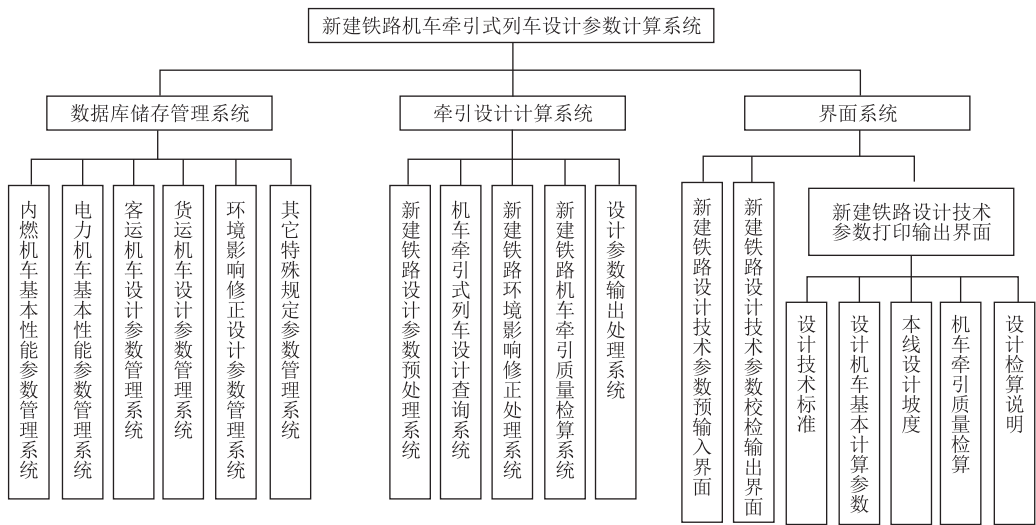 新建铁路机车牵引式列车设计参数计算系统
数据库储存管理系统
牵引设计计算系统
界面系统
内燃机车基本性能参数管理系统
电力机车基本性能参数管理系统
客运机车设计参数管理系统
货运机车设计参数管理系统
环境影响修正设计参数管理系统
其它特殊规定参数管理系统
新建铁路设计参数预处理系统
机车牵引式列车设计查询系统
新建铁路环境影响修正处理系统
新建铁路机车牵引质量检算系统
设计参数输出处理系统
新建铁路设计技术参数预输入界面
新建铁路设计技术参数校检输出界面
新建铁路设计技术
参数打印输出界面
设计技术标准
设计机车基本计算参数
本线设计坡度
机车牵引质量检算
设计检算说明